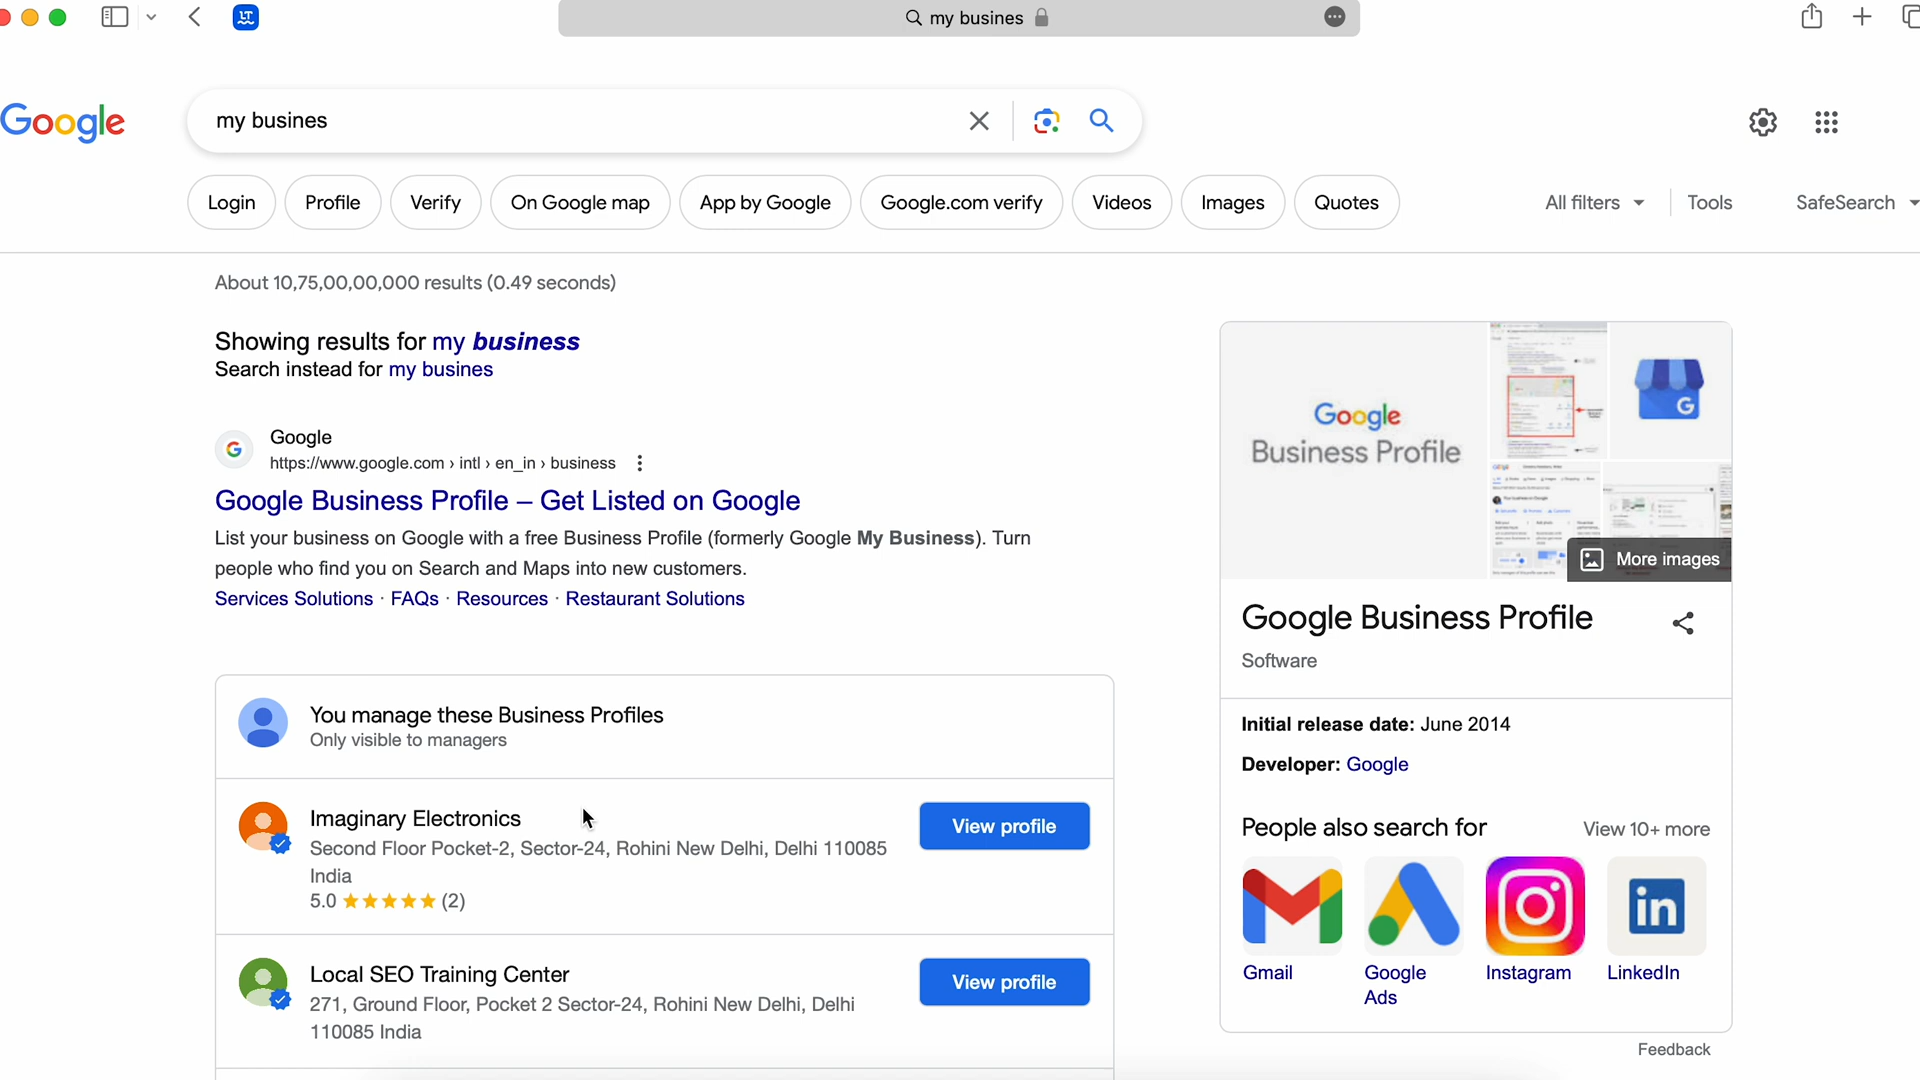 my busines
Google
my busines
Login
Profile
Verify
On Google map
App by Google
Google.com verify
Videos
Images
Quotes
All filters
Tools
SafeSearch
About 10,75,00,00,000 results (0.49 seconds)
Showing results for my business
Search instead for my busines
Google
https://www.google.com › intl › en_in › business
Google Business Profile – Get Listed on Google
List your business on Google with a free Business Profile (formerly Google My Business). Turn
people who find you on Search and Maps into new customers.
Services Solutions · FAQs · Resources · Restaurant Solutions
You manage these Business Profiles
Only visible to managers
Imaginary Electronics
Second Floor Pocket-2, Sector-24, Rohini New Delhi, Delhi 110085
India
5.0 (2)
View profile
Local SEO Training Center
271, Ground Floor, Pocket 2 Sector-24, Rohini New Delhi, Delhi
110085 India
View profile
Google
Business Profile
G
More images
Google Business Profile
Software
Initial release date: June 2014
Developer: Google
People also search for
View 10+ more
in
Gmail
Google
Ads
Instagram
LinkedIn
Feedback